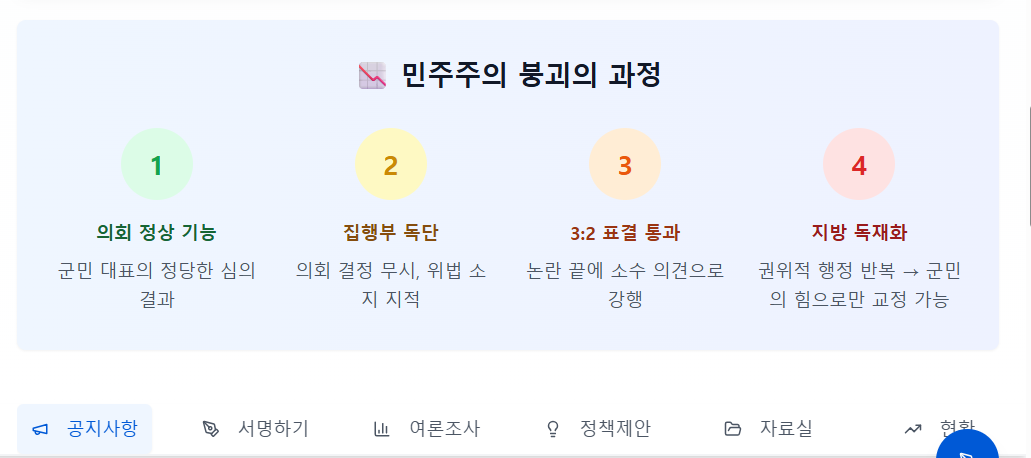 민주주의 붕괴의 과정
1
2
3
4
의회 정상 기능
집행부 독단
3:2 표결 통과
지방 독재화
군민 대표의 정당한 심의
결과
의회 결정 무시, 위법 소
지 지적
논란 끝에 소수 의견으로
강행
권위적 행정 반복 → 군민
의 힘으로만 교정 가능
공지사항
서명하기
여론조사
정책제안
자료실
현황